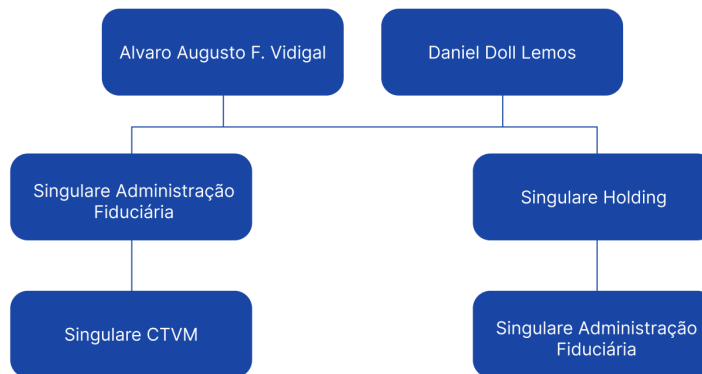 Alvaro Augusto F. Vidigal
Daniel Doll Lemos
Singulare Administração
Fiduciária
Singulare Holding
Singulare CTVM
Singulare Administração
Fiduciária